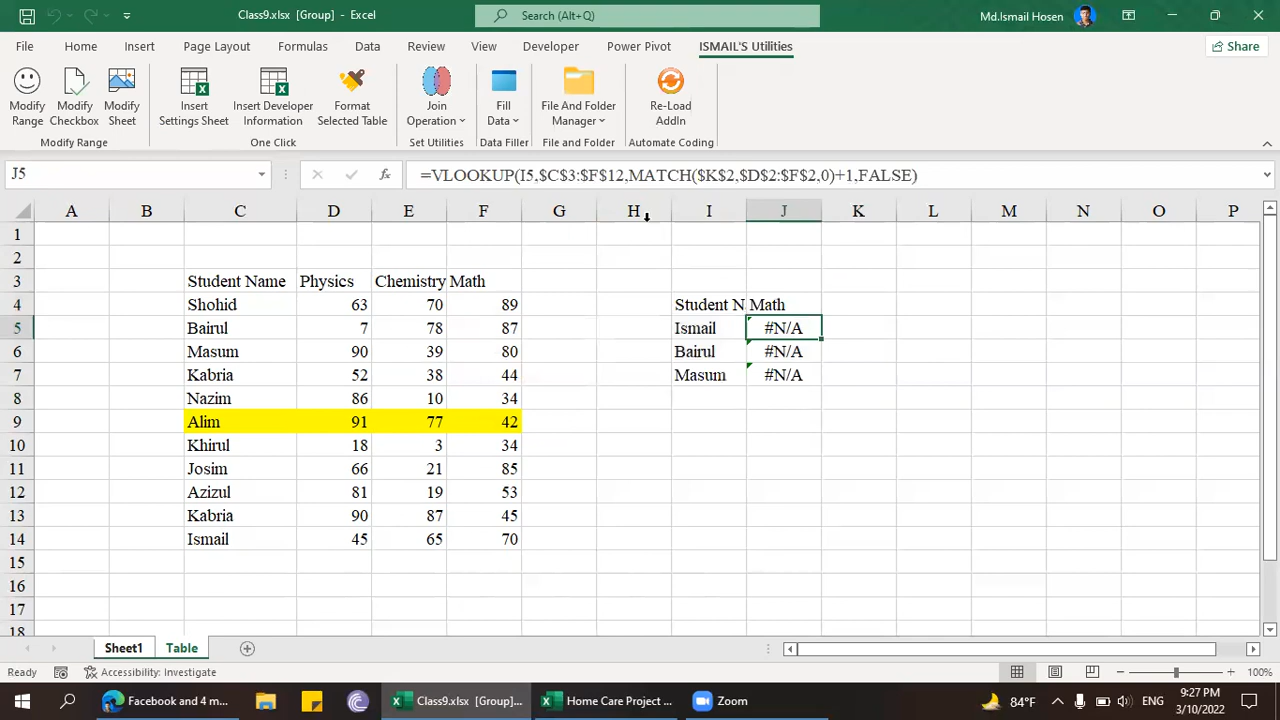 Class9.xlsx [Group] - Excel
Search (Alt+Q)
Md.Ismail Hosen
File Home Insert Page Layout Formulas Data Review View Developer Power Pivot ISMAIL'S Utilities Share
Modify Range
Modify Checkbox
Modify Sheet
Insert Settings Sheet
Insert Developer Information
Format Selected Table
Join Operation
Fill Data
File And Folder Manager
Re-Load AddIn
Modify Range One Click Set Utilities Data Filler File and Folder Automate Coding
J5 fx =VLOOKUP(I5,$C$3:$F$12,MATCH($K$2,$D$2:$F$2,0)+1,FALSE)
A B C D E F G H I J K L M N O P
1
2
3 Student Name Physics Chemistry Math
4 Shohid 63 70 89 Student N Math
5 Bairul 7 78 87 Ismail #N/A
6 Masum 90 39 80 Bairul #N/A
7 Kabria 52 38 44 Masum #N/A
8 Nazim 86 10 34
9 Alim 91 77 42
10 Khirul 18 3 34
11 Josim 66 21 85
12 Azizul 81 19 53
13 Kabria 90 87 45
14 Ismail 45 65 70
15
16
17
18
Sheet1 Table
Ready Accessibility: Investigate 100%
Facebook and 4 m... Class9.xlsx [Group]... Home Care Project ... Zoom 84°F ENG 9:27 PM
3/10/2022